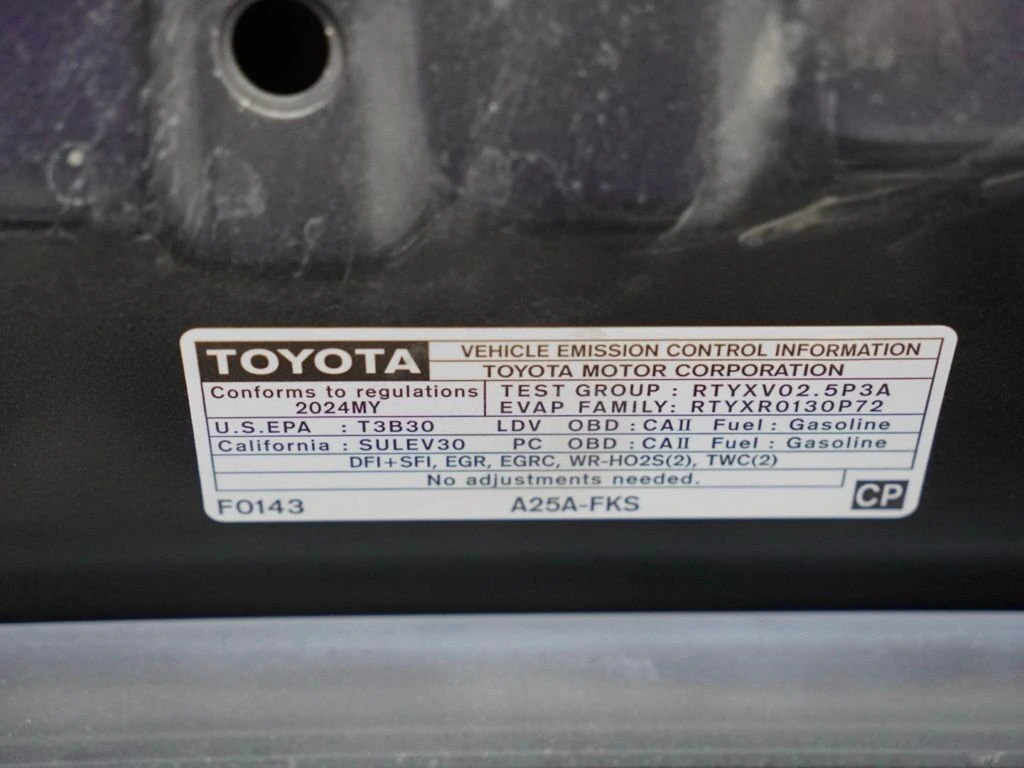 TOYOTA VEHICLE EMISSION CONTROL INFORMATION
TOYOTA MOTOR CORPORATION
Conforms to regulations TEST GROUP : RTYXV02.5P3A
2024MY EVAP FAMILY: RTYXR0130P72
U.S.EPA : T3B30 LDV OBD : CAII Fuel : Gasoline
California : SULEV30 PC OBD : CAII Fuel : Gasoline
DFI+SFI, EGR, EGRC, WR-HO2S(2), TWC(2)
No adjustments needed.
F0143 A25A-FKS CP